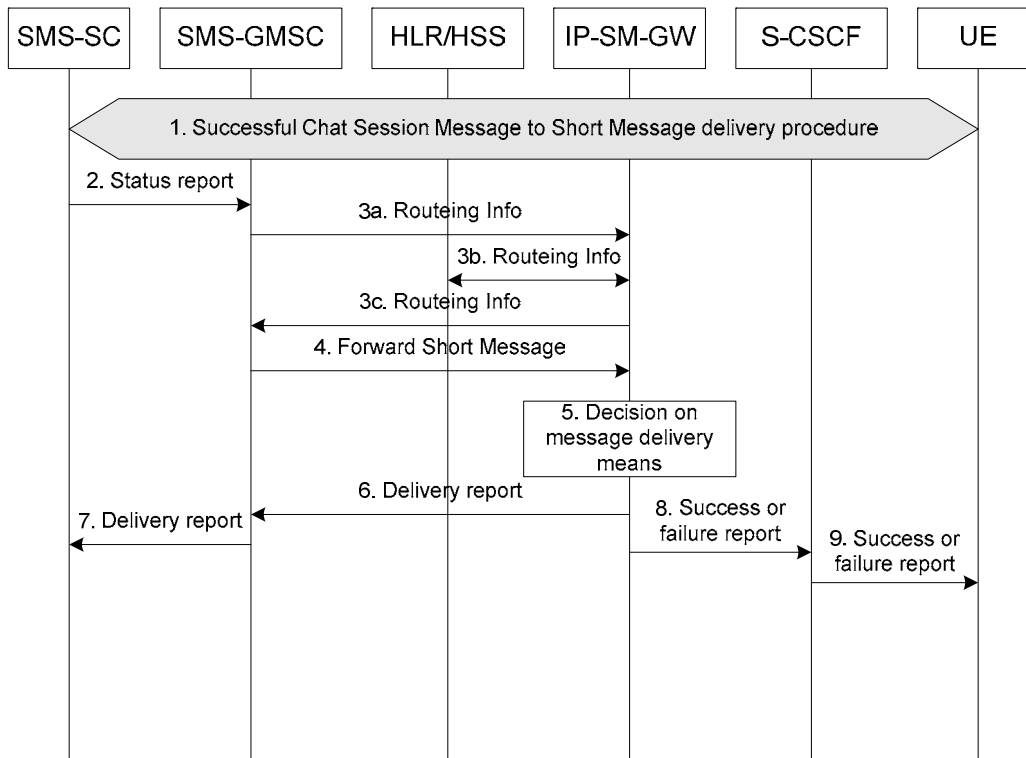 SMS-SC
SMS-GMSC
HLR/HSS
IP-SM-GW
S-CSCF
UE
1. Successful Chat Session Message to Short Message delivery procedure
2. Status report
3a. Routeing Info
3b. Routeing Info
3c. Routeing Info
4. Forward Short Message
5. Decision on
message delivery
means
6. Delivery report
7. Delivery report
8. Success or
failure report
9. Success or
failure report